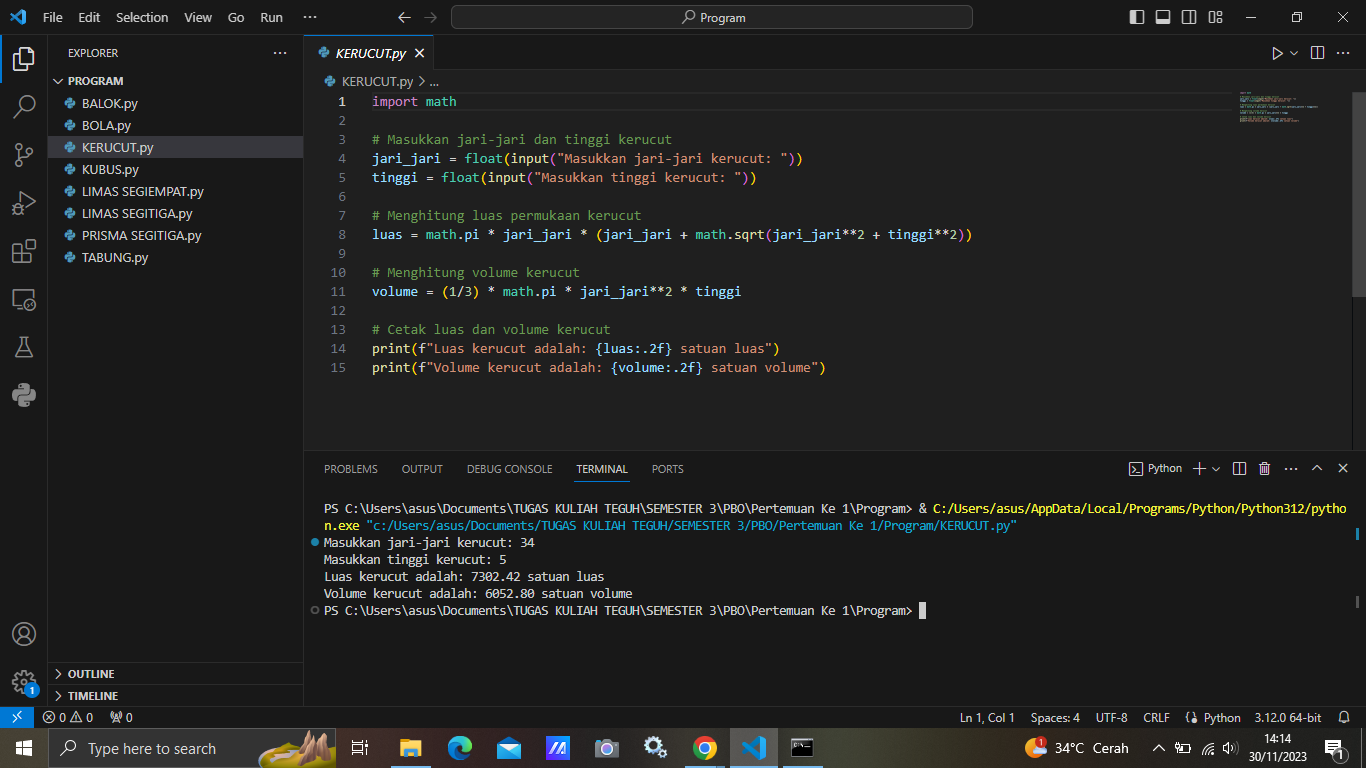 File Edit Selection View Go Run ···
Program
EXPLORER ···
PROGRAM
BALOK.py
BOLA.py
KERUCUT.py
KUBUS.py
LIMAS SEGIEMPAT.py
LIMAS SEGITIGA.py
PRISMA SEGITIGA.py
TABUNG.py
OUTLINE
TIMELINE
1
KERUCUT.py
KERUCUT.py > ...
1 import math
2
3 # Masukkan jari-jari dan tinggi kerucut
4 jari_jari = float(input("Masukkan jari-jari kerucut: "))
5 tinggi = float(input("Masukkan tinggi kerucut: "))
6
7 # Menghitung luas permukaan kerucut
8 luas = math.pi * jari_jari * (jari_jari + math.sqrt(jari_jari**2 + tinggi**2))
9
10 # Menghitung volume kerucut
11 volume = (1/3) * math.pi * jari_jari**2 * tinggi
12
13 # Cetak luas dan volume kerucut
14 print(f"Luas kerucut adalah: {luas:.2f} satuan luas")
15 print(f"Volume kerucut adalah: {volume:.2f} satuan volume")
PROBLEMS OUTPUT DEBUG CONSOLE TERMINAL PORTS
Python
PS C:\Users\asus\Documents\TUGAS KULIAH TEGUH\SEMESTER 3\PBO\Pertemuan Ke 1\Program> & C:/Users/asus/AppData/Local/Programs/Python/Python312/pytho
n.exe "c:/Users/asus/Documents/TUGAS KULIAH TEGUH/SEMESTER 3/PBO/Pertemuan Ke 1/Program/KERUCUT.py"
Masukkan jari-jari kerucut: 34
Masukkan tinggi kerucut: 5
Luas kerucut adalah: 7302.42 satuan luas
Volume kerucut adalah: 6052.80 satuan volume
PS C:\Users\asus\Documents\TUGAS KULIAH TEGUH\SEMESTER 3\PBO\Pertemuan Ke 1\Program>
0 0 0 Ln 1, Col 1 Spaces: 4 UTF-8 CRLF Python 3.12.0 64-bit
Type here to search
1 34°C Cerah
14:14
30/11/2023
1